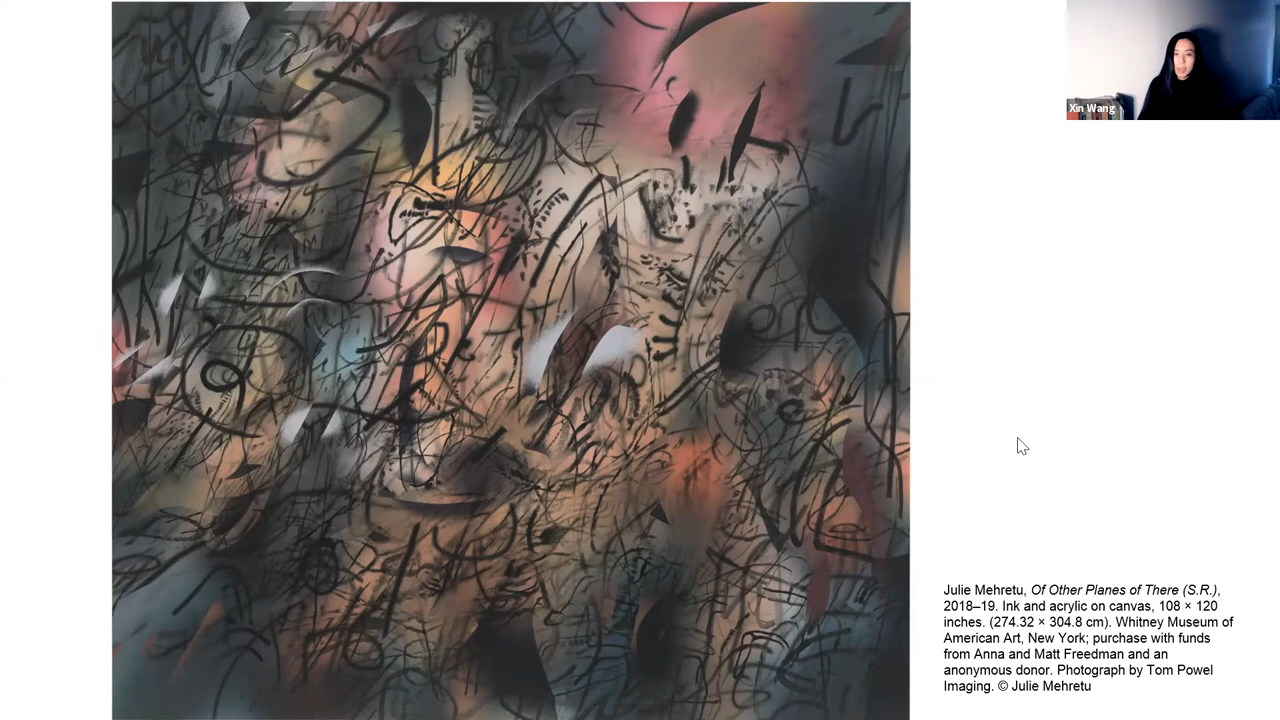 Xin Wang
Julie Mehretu, Of Other Planes of There (S.R.),
2018–19. Ink and acrylic on canvas, 108 × 120
inches. (274.32 × 304.8 cm). Whitney Museum of
American Art, New York; purchase with funds
from Anna and Matt Freedman and an
anonymous donor. Photograph by Tom Powel
Imaging. © Julie Mehretu